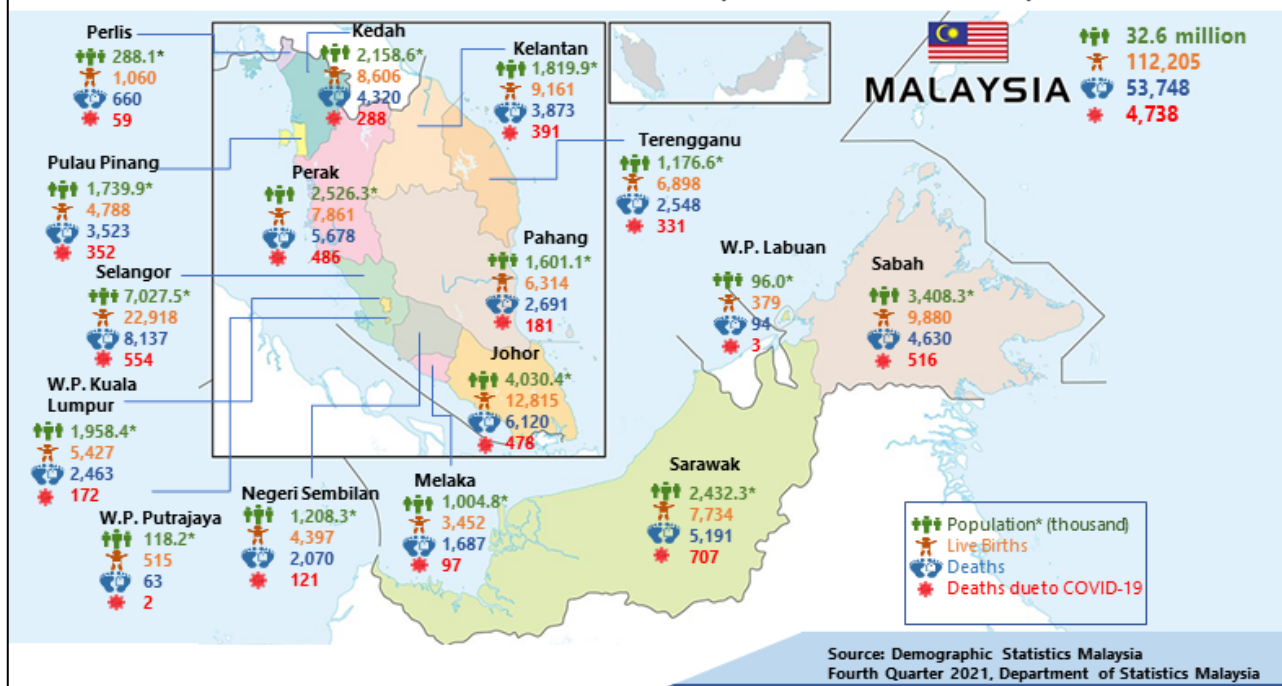 Perlis
288.1*
1,060
660
59
Kedah
2,158.6*
8,606
4,320
288
Kelantan
1,819.9*
9,161
3,873
391
MALAYSIA
32.6 million
112,205
53,748
4,738
Pulau Pinang
1,739.9*
4,788
3,523
352
Perak
2,526.3*
7,861
5,678
486
Terengganu
1,176.6*
6,898
2,548
331
Pahang
1,601.1*
6,314
2,691
181
Selangor
7,027.5*
22,918
8,137
554
W.P. Labuan
96.0*
379
94
3
Sabah
3,408.3*
9,880
4,630
516
Johor
4,030.4*
12,815
6,120
478
W.P. Kuala
Lumpur
1,958.4*
5,427
2,463
172
W.P. Putrajaya
118.2*
515
63
2
Negeri Sembilan
1,208.3*
4,397
2,070
121
Melaka
1,004.8*
3,452
1,687
97
Sarawak
2,432.3*
7,734
5,191
707
Population* (thousand)
Live Births
Deaths
Deaths dueto COVID-19
Source: Demographic Statistics Malaysia
Fourth Quarter 2021, Department of Statistics Malaysia